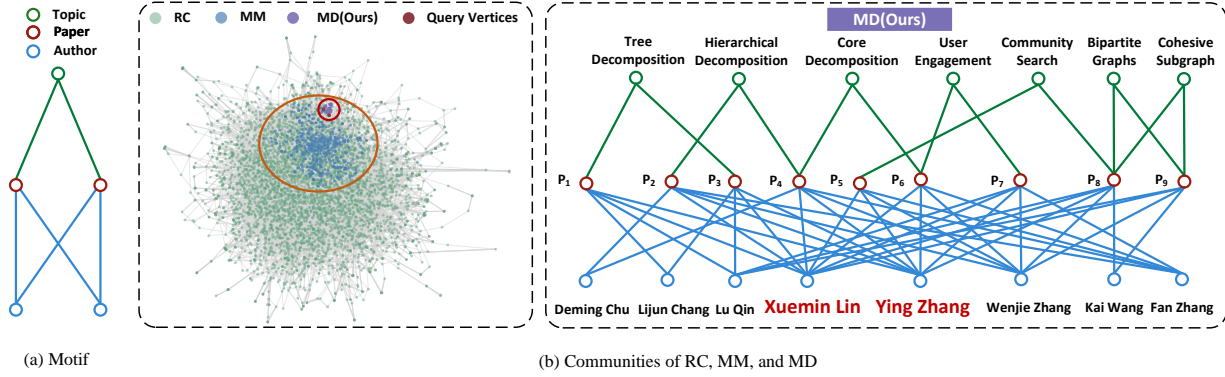 Topic
Paper
Author
RC
MM
MD(Ours)
Query Vertices
MD(Ours)
Tree
Decomposition
Hierarchical
Decomposition
Core
Decomposition
User
Engagement
Community
Search
Bipartite
Graphs
Cohesive
Subgraph
P1
P2
P3
P4
P5
P6
P7
P8
P9
Deming Chu
Lijun Chang
Lu Qin
Xuemin Lin
Ying Zhang
Wenjie Zhang
Kai Wang
Fan Zhang
(a) Motif
(b) Communities of RC, MM, and MD